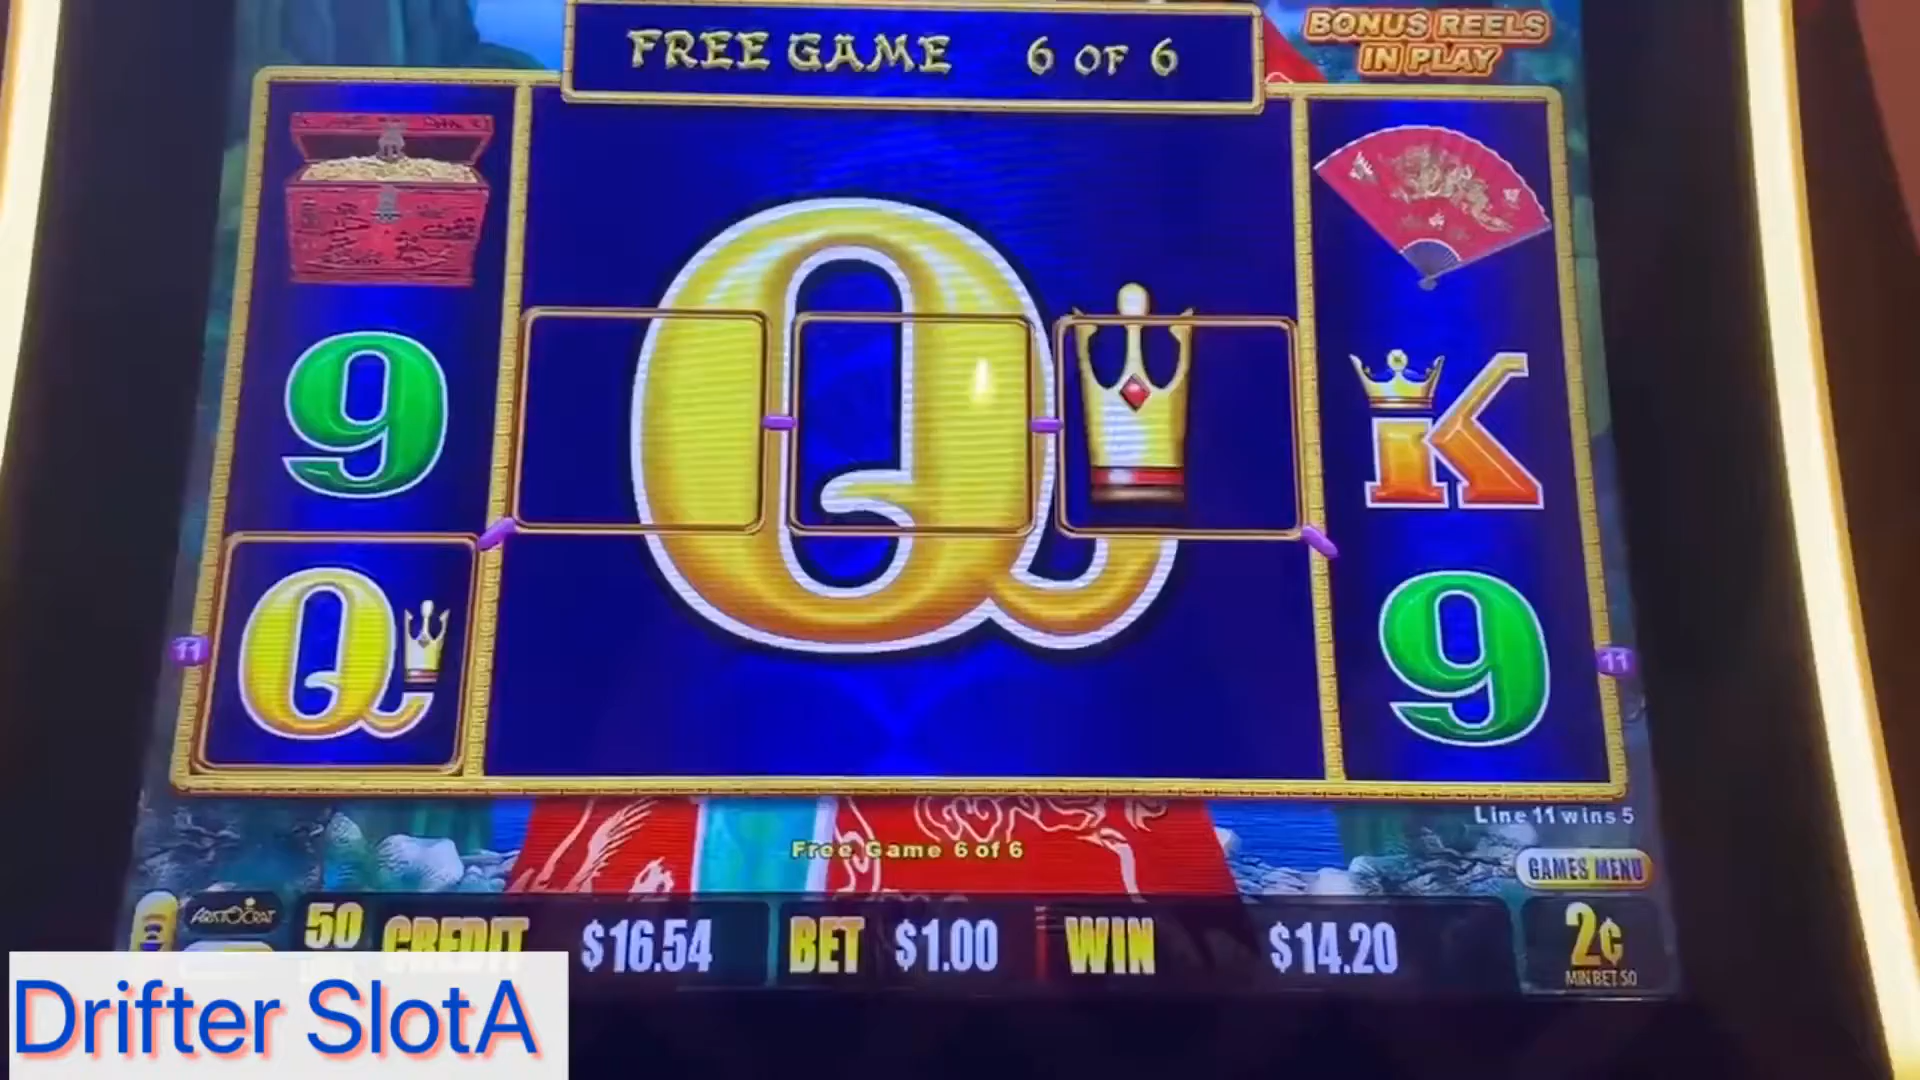 BONUS REELS
IN PLAY
FREE GAME 6 OF 6
9
Q
Q
K
9
11
11
Line 11 wins 5
Free Game 6 of 6
GAMES MENU
ARISTOCRAT
50
CREDIT $16.54 BET $1.00 WIN $14.20
2¢
MIN BET 50
Drifter SlotA